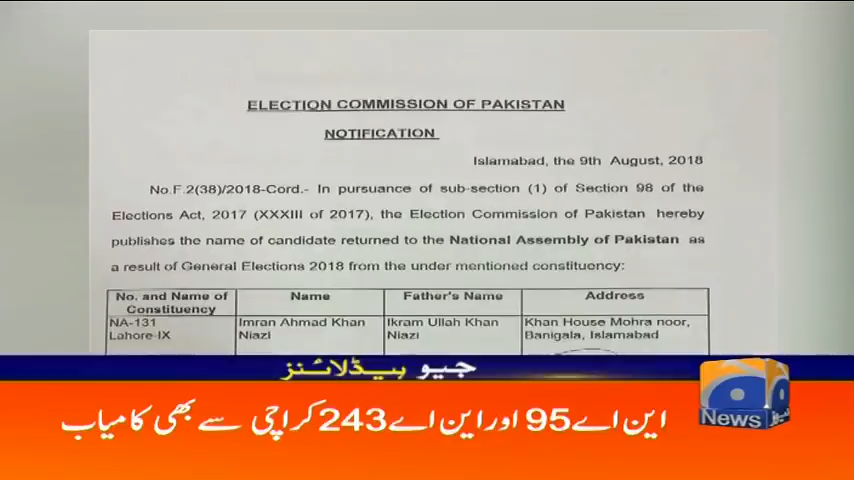 ELECTION COMMISSION OF PAKISTAN
NOTIFICATION
Islamabad, the 9th August, 2018
No.F.2(38)/2018-Cord.- In pursuance of sub-section (1) of Section 98 of the
Elections Act, 2017 (XXXIII of 2017), the Election Commission of Pakistan hereby
publishes the name of candidate returned to the National Assembly of Pakistan as
a result of General Elections 2018 from the under mentioned constituency:
No. and Name of Constituency Name Father's Name Address
NA-131 Imran Ahmad Khan Ikram Ullah Khan Khan House Mohra noor,
Lahore-IX Niazi Niazi Banigala, Islamabad
جیو ہیڈلائنز
این اے 95 اور این اے 243 کراچی سے بھی کامیاب
News نیوز